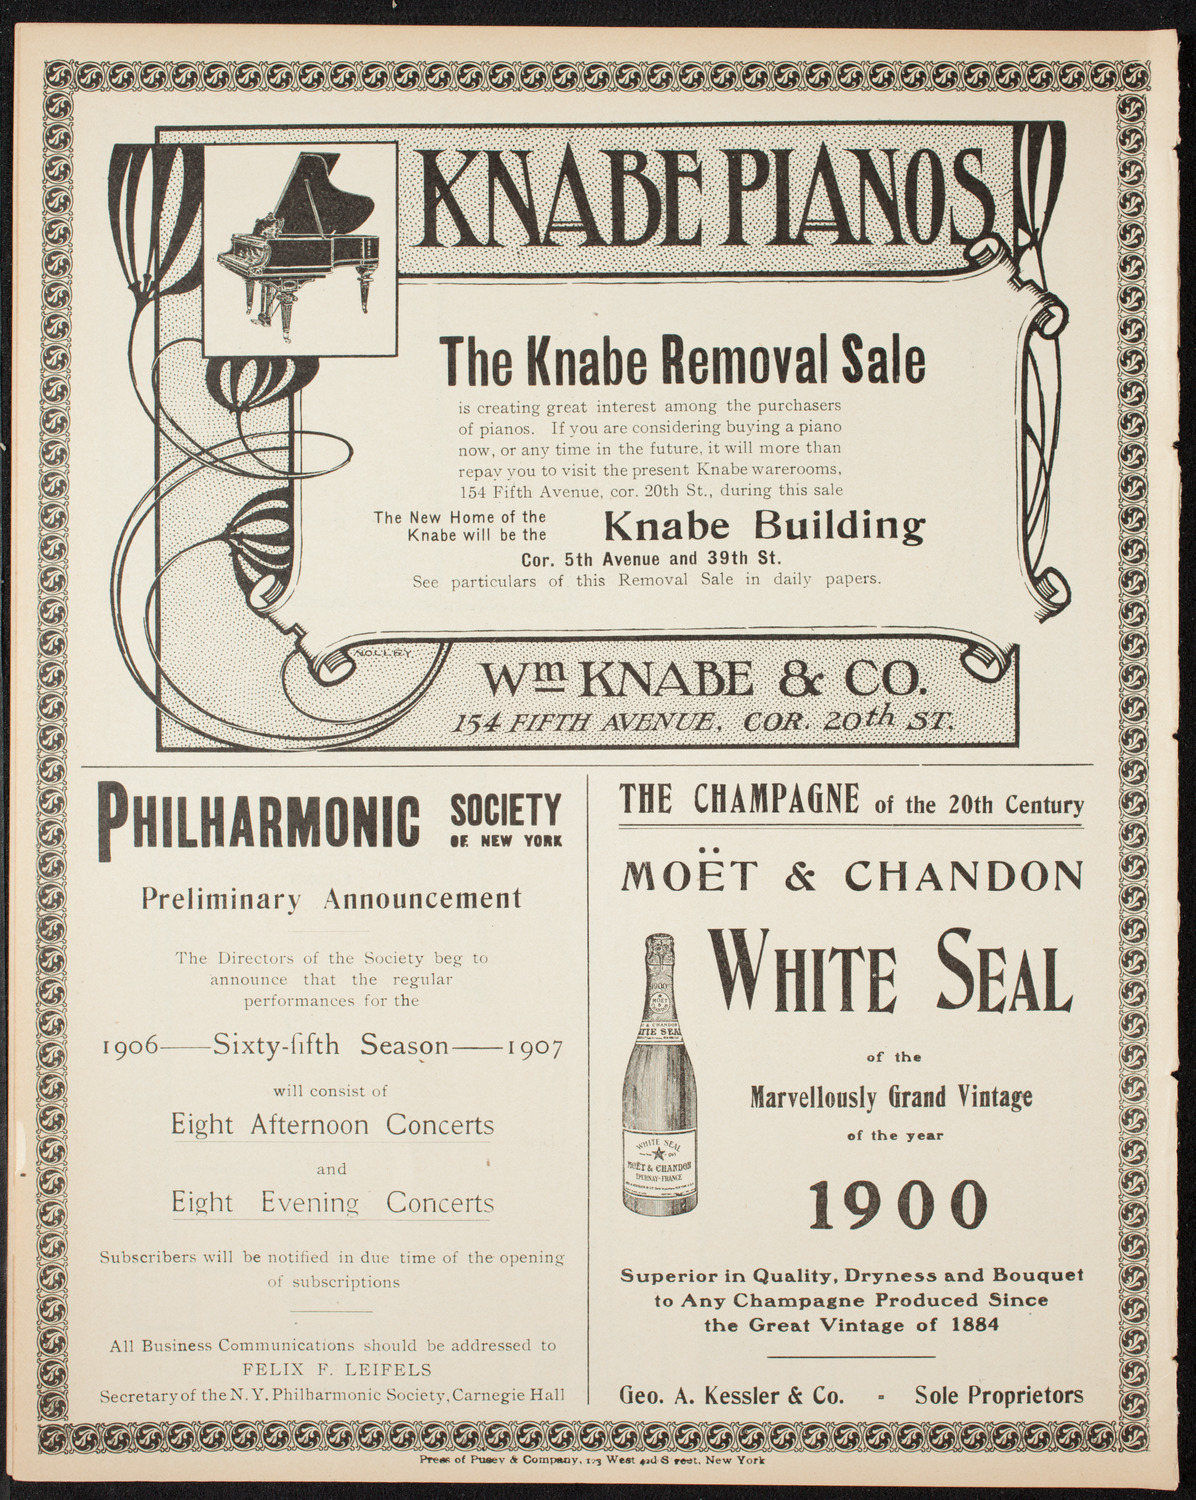 KNABE PIANOS
The Knabe Removal Sale
is creating great interest among the purchasers
of pianos. If you are considering buying a piano
now, or any time in the future, it will more than
repay you to visit the present Knabe warerooms,
154 Fifth Avenue, cor. 20th St., during this sale
The New Home of the
Knabe will be the
Knabe Building
Cor. 5th Avenue and 39th St.
See particulars of this Removal Sale in daily papers.
NOLLEY
Wm KNABE & CO.
154 FIFTH AVENUE, COR. 20th ST.
PHILHARMONIC SOCIETY
OF NEW YORK
Preliminary Announcement
The Directors of the Society beg to
announce that the regular
performances for the
1906——Sixty-fifth Season——1907
will consist of
Eight Afternoon Concerts
and
Eight Evening Concerts
Subscribers will be notified in due time of the opening
of subscriptions
All Business Communications should be addressed to
FELIX F. LEIFELS
Secretary of the N. Y. Philharmonic Society, Carnegie Hall
THE CHAMPAGNE of the 20th Century
MOËT & CHANDON
WHITE SEAL
1900
WHITE SEAL
MOËT & CHANDON
EPERNAY-FRANCE
of the
Marvellously Grand Vintage
of the year
1900
Superior in Quality, Dryness and Bouquet
to Any Champagne Produced Since
the Great Vintage of 1884
Geo. A. Kessler & Co. - Sole Proprietors
Press of Pusey & Company, 123 West 42d S reet, New York